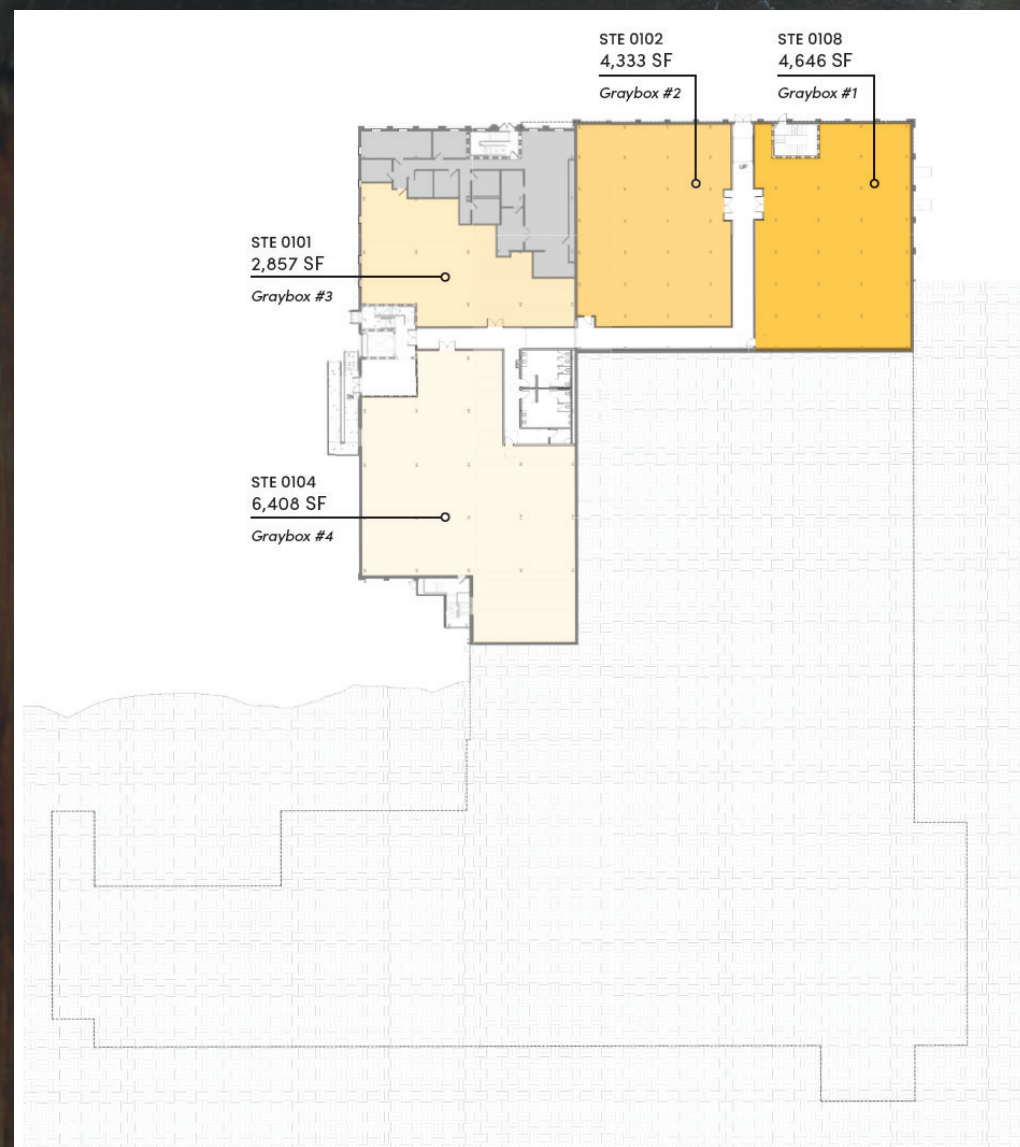 STE 0102
4,333 SF
Graybox #2
STE 0108
4,646 SF
Graybox #1
STE 0101
2,857 SF
Graybox #3
STE 0104
6,408 SF
Graybox #4